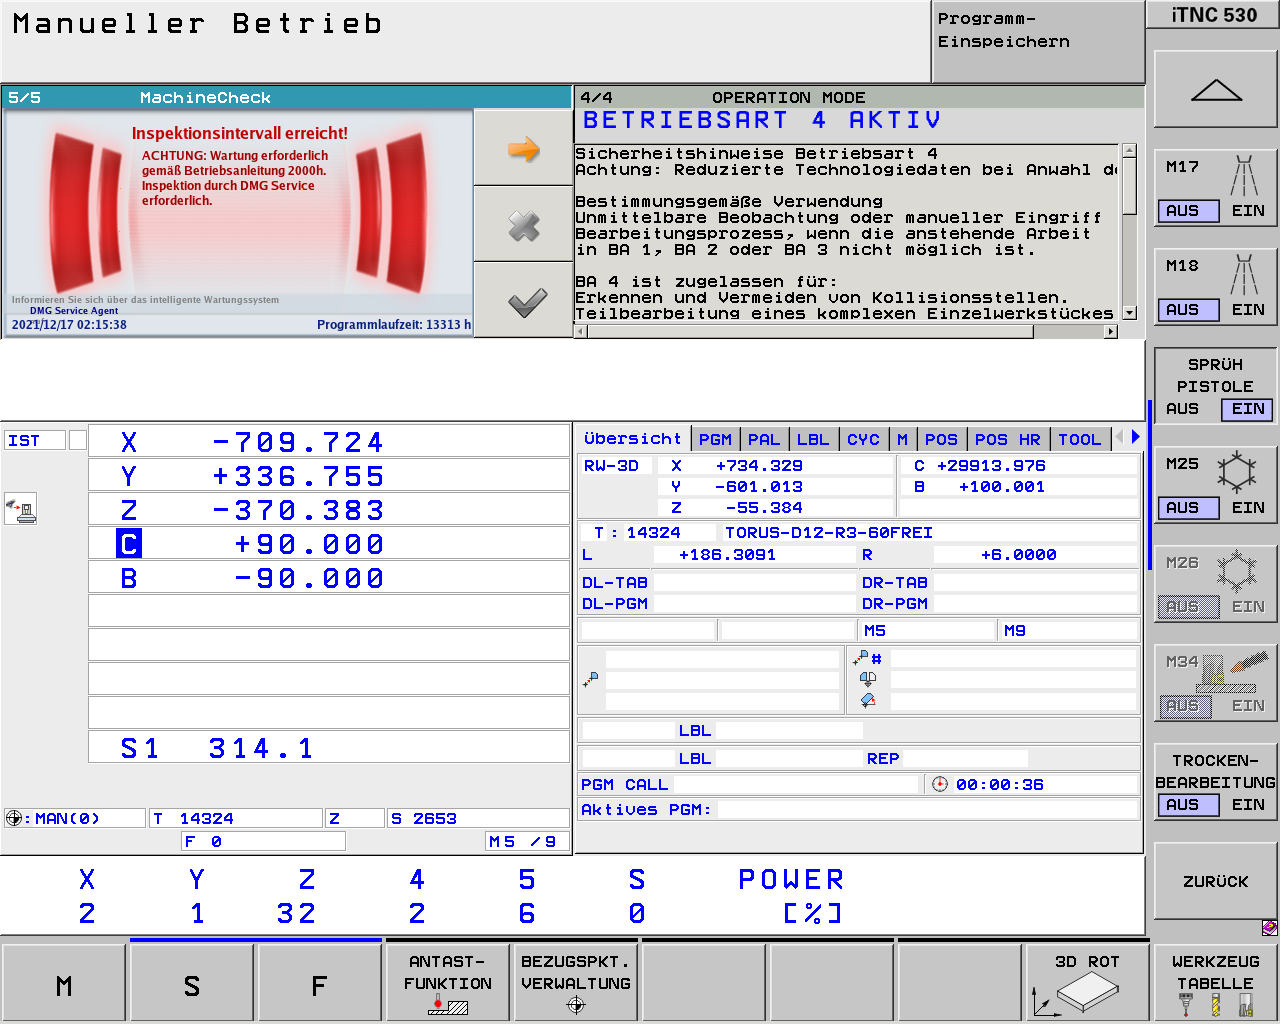 Manueller Betrieb
Programm-
Einspeichern
iTNC 530
5/5 MachineCheck
Inspektionsintervall erreicht!
ACHTUNG: Wartung erforderlich
gemäß Betriebsanleitung 2000h.
Inspektion durch DMG Service
erforderlich.
Informieren Sie sich über das intelligente Wartungssystem
DMG Service Agent
2021/12/17 02:15:38 Programmlaufzeit: 13313 h
4/4 OPERATION MODE
BETRIEBSART 4 AKTIV
Sicherheitshinweise Betriebsart 4
Achtung: Reduzierte Technologiedaten bei Anwahl de
Bestimmungsgemäße Verwendung
Unmittelbare Beobachtung oder manueller Eingriff
Bearbeitungsprozess, wenn die anstehende Arbeit
in BA 1, BA 2 oder BA 3 nicht möglich ist.
BA 4 ist zugelassen für:
Erkennen und Vermeiden von Kollisionsstellen.
Teilbearbeitung eines komplexen Einzelwerkstückes
IST
X -709.724
Y +336.755
Z -370.383
C +90.000
B -90.000
S1 314.1
:MAN(0) T 14324 Z S 2653
F 0 M5 /9
Übersicht PGM PAL LBL CYC M POS POS HR TOOL
RW-3D X +734.329 C +29913.976
Y -601.013 B +100.001
Z -55.384
T : 14324 TORUS-D12-R3-60FREI
L +186.3091 R +6.0000
DL-TAB DR-TAB
DL-PGM DR-PGM
M5 M9
#
LBL
LBL REP
PGM CALL 00:00:36
Aktives PGM:
X Y Z 4 5 S POWER
2 1 32 2 6 0 [%]
M17
AUS EIN
M18
AUS EIN
SPRÜH
PISTOLE
AUS EIN
M25
AUS EIN
M26
AUS EIN
M34
AUS EIN
TROCKEN-
BEARBEITUNG
AUS EIN
ZURÜCK
M
S
F
ANTAST-
FUNKTION
BEZUGSPKT.
VERWALTUNG
3D ROT
WERKZEUG
TABELLE